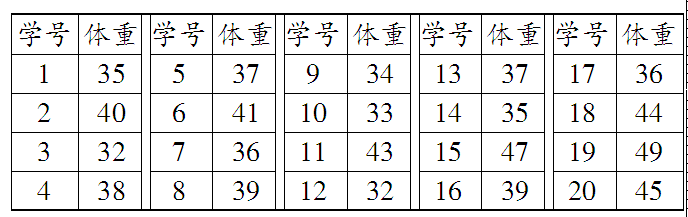 学号 体重 学号 体重 学号 体重 学号 体重 学号 体重
1 35 5 37 9 34 13 37 17 36
2 40 6 41 10 33 14 35 18 44
3 32 7 36 11 43 15 47 19 49
4 38 8 39 12 32 16 39 20 45